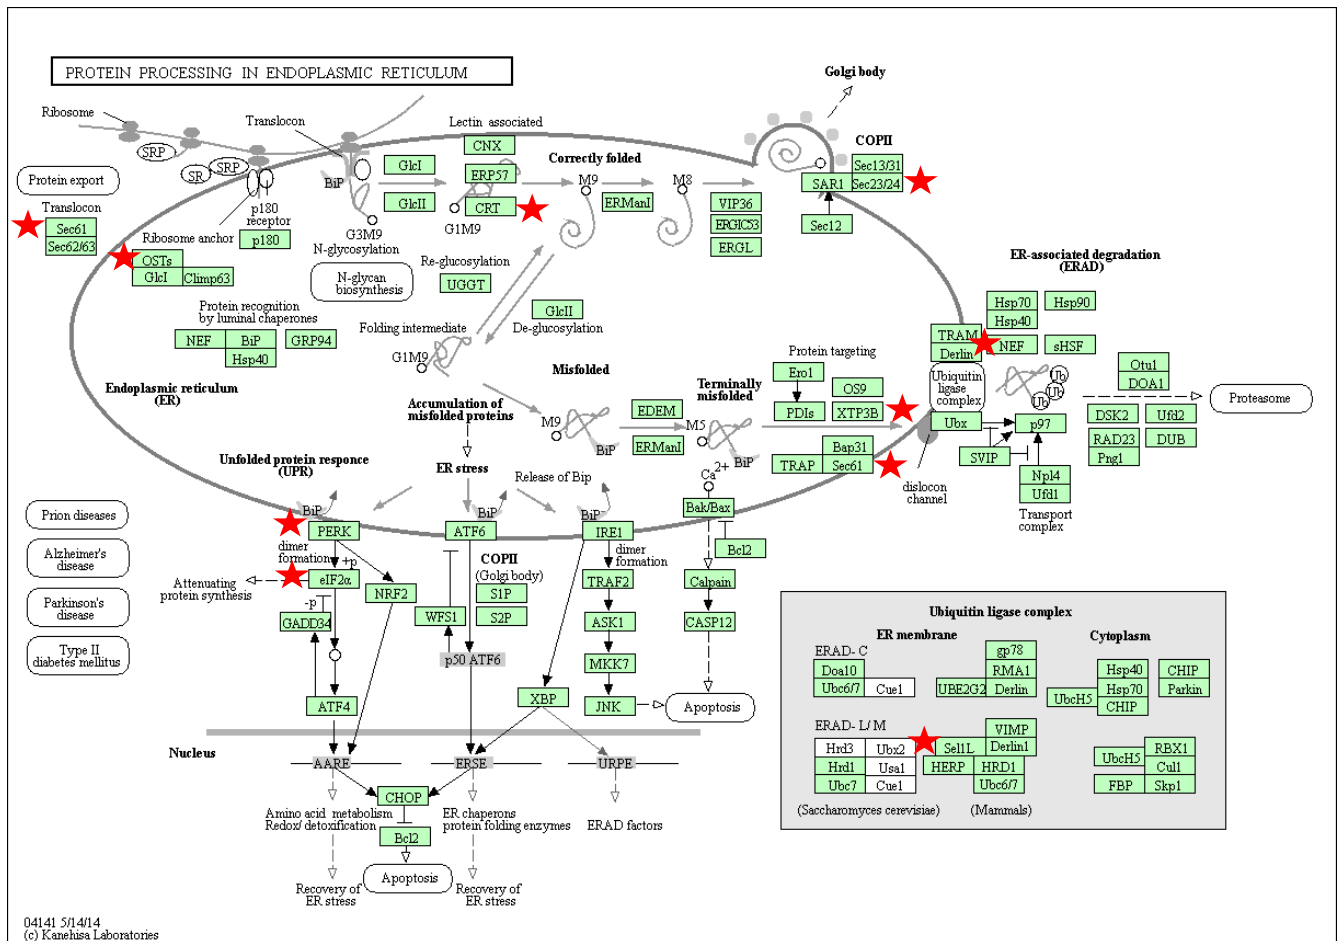 PROTEIN PROCESSING IN ENDOPLASMIC RETICULUM
Golgi body
Ribosome
Translocon
Lectin associated
COPII
SRP
SR
SRP
BiP
GlcI
GlcII
CNX
ERP57
CRT
Correctly folded
M9
M8
ERManI
VIP36
ERGIC53
ERGL
SAR1
Sec13/31
Sec23/24
Sec12
Protein export
Translocon
Sec61
Sec62/63
p180
receptor
p180
Ribosome anchor
OSTs
GlcI
Climp63
G3M9
N-glycosylation
G1M9
N-glycan
biosynthesis
Re-glucosylation
UGGT
GlcII
De-glucosylation
ER-associated degradation
(ERAD)
Hsp70
Hsp90
Hsp40
NEF
sHSF
TRAM
Derlin
Protein recognition
by luminal chaperones
NEF
BiP
GRP94
Hsp40
Folding intermediate
G1M9
Misfolded
Protein targeting
Ero1
OS9
PDIs
XTP3B
Ubiquitin
ligase
complex
Ub
Ub
Ub
Otu1
DOA1
Proteasome
Endoplasmic reticulum
(ER)
Accumulation of
misfolded proteins
Terminally
misfolded
M9
BiP
EDEM
ERManI
M5
BiP
Bap31
TRAP
Sec61
Ubx
p97
SVIP
DSK2
Ufd2
RAD23
DUB
Png1
Npl4
Ufd1
Transport
complex
dislocon
channel
Unfolded protein responce
(UPR)
ER stress
Release of Bip
Ca2+
Bak/Bax
Bcl2
Calpain
CASP12
Prion diseases
Alzheimer's
disease
Parkinson's
disease
Type II
diabetes mellitus
BiP
PERK
BiP
ATF6
BiP
IRE1
dimer
formation
+p
Attenuating
protein synthesis
eIF2α
-p
GADD34
NRF2
ATF4
COPII
(Golgi body)
S1P
S2P
WFS1
p50 ATF6
dimer
formation
TRAF2
ASK1
MKK7
JNK
XBP
Apoptosis
Nucleus
AARE
ERSE
URPE
CHOP
Bcl2
Apoptosis
Amino acid metabolism
Redox/ detoxification
ER chaperons
protein folding enzymes
ERAD factors
Recovery of
ER stress
Recovery of
ER stress
Ubiquitin ligase complex
ER membrane
Cytoplasm
ERAD- C
Doa10
Ubc6/7
Cue1
gp78
RMA1
UBE2G2
Derlin
Hsp40
Hsp70
UbcH5
CHIP
CHIP
Parkin
ERAD- L/ M
Hrd3
Ubx2
Hrd1
Usa1
Ubc7
Cue1
(Saccharomyces cerevisiae)
VIMP
Sel1L
Derlin1
HERP
HRD1
Ubc6/7
(Mammals)
UbcH5
RBX1
Cul1
FBP
Skp1
04141 5/14/14
(c) Kanehisa Laboratories